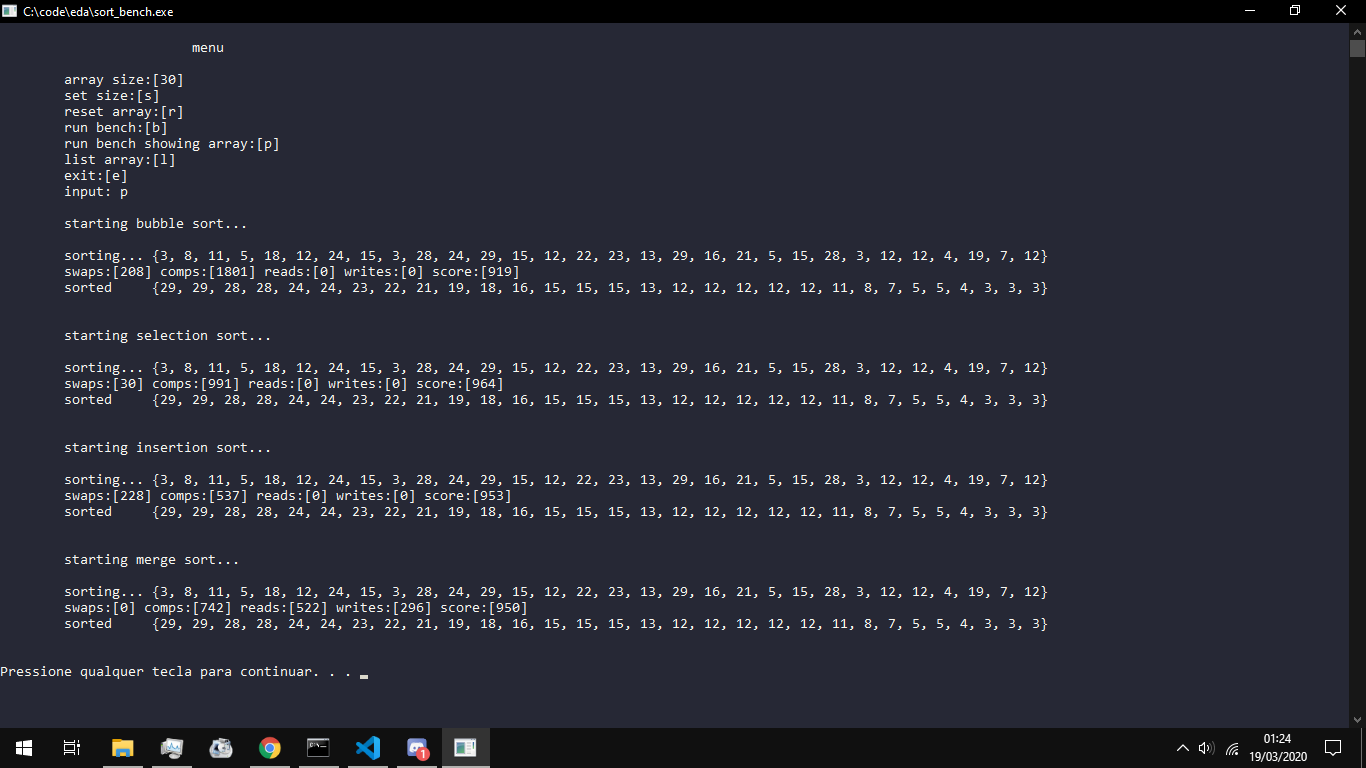 C:\code\eda\sort_bench.exe
menu
array size:[30]
set size:[s]
reset array:[r]
run bench:[b]
run bench showing array:[p]
list array:[l]
exit:[e]
input: p
starting bubble sort...
sorting... {3, 8, 11, 5, 18, 12, 24, 15, 3, 28, 24, 29, 15, 12, 22, 23, 13, 29, 16, 21, 5, 15, 28, 3, 12, 12, 4, 19, 7, 12}
swaps:[208] comps:[1801] reads:[0] writes:[0] score:[919]
sorted {29, 29, 28, 28, 24, 24, 23, 22, 21, 19, 18, 16, 15, 15, 15, 13, 12, 12, 12, 12, 12, 11, 8, 7, 5, 5, 4, 3, 3, 3}
starting selection sort...
sorting... {3, 8, 11, 5, 18, 12, 24, 15, 3, 28, 24, 29, 15, 12, 22, 23, 13, 29, 16, 21, 5, 15, 28, 3, 12, 12, 4, 19, 7, 12}
swaps:[30] comps:[991] reads:[0] writes:[0] score:[964]
sorted {29, 29, 28, 28, 24, 24, 23, 22, 21, 19, 18, 16, 15, 15, 15, 13, 12, 12, 12, 12, 12, 11, 8, 7, 5, 5, 4, 3, 3, 3}
starting insertion sort...
sorting... {3, 8, 11, 5, 18, 12, 24, 15, 3, 28, 24, 29, 15, 12, 22, 23, 13, 29, 16, 21, 5, 15, 28, 3, 12, 12, 4, 19, 7, 12}
swaps:[228] comps:[537] reads:[0] writes:[0] score:[953]
sorted {29, 29, 28, 28, 24, 24, 23, 22, 21, 19, 18, 16, 15, 15, 15, 13, 12, 12, 12, 12, 12, 11, 8, 7, 5, 5, 4, 3, 3, 3}
starting merge sort...
sorting... {3, 8, 11, 5, 18, 12, 24, 15, 3, 28, 24, 29, 15, 12, 22, 23, 13, 29, 16, 21, 5, 15, 28, 3, 12, 12, 4, 19, 7, 12}
swaps:[0] comps:[742] reads:[522] writes:[296] score:[950]
sorted {29, 29, 28, 28, 24, 24, 23, 22, 21, 19, 18, 16, 15, 15, 15, 13, 12, 12, 12, 12, 12, 11, 8, 7, 5, 5, 4, 3, 3, 3}
Pressione qualquer tecla para continuar. . .
1
01:24
19/03/2020